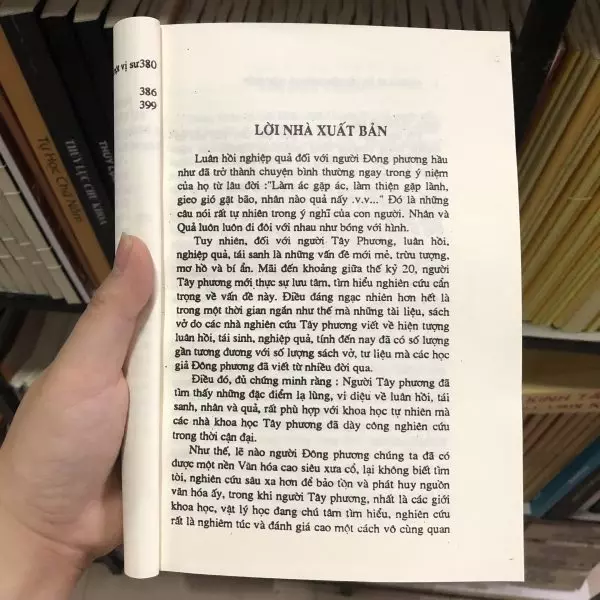 một vị sư380
386
399
LỜI NHÀ XUẤT BẢN
Luân hồi nghiệp quả đối với người Đông phương hầu
như đã trở thành chuyện bình thường ngay trong ý niệm
của họ từ lâu đời :"Làm ác gặp ác, làm thiện gặp lành,
gieo gió gặt bão, nhân nào quả nấy .v.v..." Đó là những
câu nói rất tự nhiên trong ý nghĩ của con người. Nhân và
Quả luôn luôn đi đôi với nhau như bóng với hình.
Tuy nhiên, đối với người Tây Phương, luân hồi,
nghiệp quả, tái sanh là những vấn đề mới mẻ, trừu tượng,
mơ hồ và bí ẩn. Mãi đến khoảng giữa thế kỷ 20, người
Tây phương mới thực sự lưu tâm, tìm hiểu nghiên cứu cẩn
trọng về vấn đề này. Điều đáng ngạc nhiên hơn hết là
trong một thời gian ngắn như thế mà những tài liệu, sách
vở do các nhà nghiên cứu Tây Phương viết về hiện tượng
luân hồi, tái sinh, nghiệp quả, tính đến nay đã có số lượng
gần tương đương với số lượng sách vở, tư liệu mà các học
giả Đông phương đã viết từ nhiều đời qua.
Điều đó, đủ chứng minh rằng : Người Tây phương đã
tìm thấy những đặc điểm lạ lùng, vi diệu về luân hồi, tái
sanh, nhân và quả, rất phù hợp với khoa học tự nhiên mà
các nhà khoa học Tây phương đã dày công nghiên cứu
trong thời cận đại.
Như thế, lẽ nào người Đông phương chúng ta đã có
được một nền Văn hóa cao siêu xưa cổ, lại không biết tìm
tòi, nghiên cứu sâu xa hơn để bảo tồn và phát huy nguồn
văn hóa ấy, trong khi người Tây phương, nhất là các giới
khoa học, vật lý học đang chú tâm tìm hiểu, nghiên cứu
rất là nghiêm túc và đánh giá cao một cách vô cùng quan
Tự Học Chữ Nôm
THỦY LỰC CHỈ KHOA
KINH TẾ